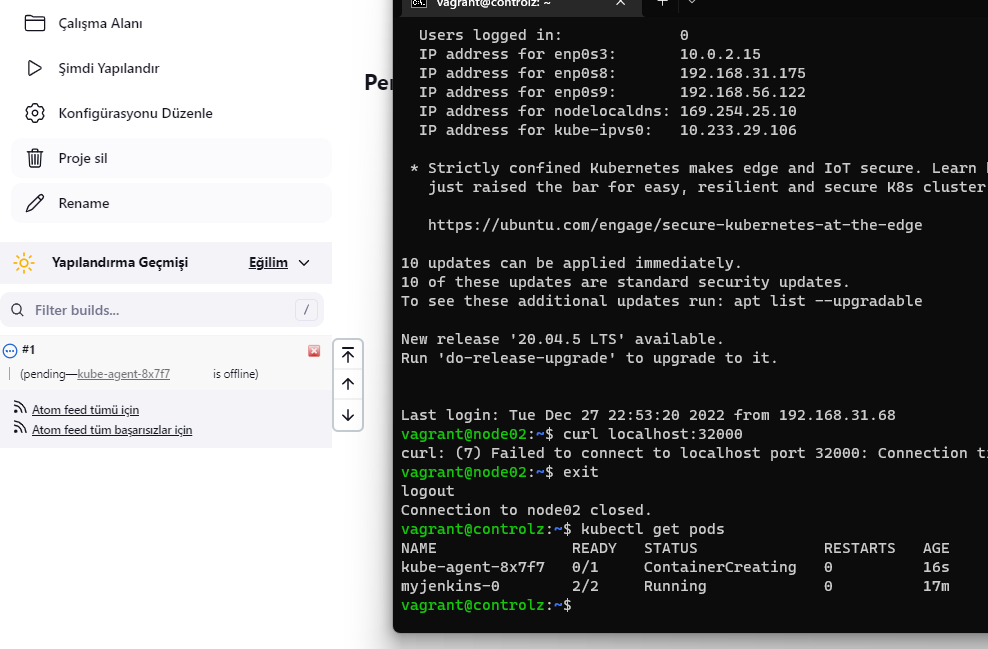 Çalışma Alanı
Şimdi Yapılandır
Konfigürasyonu Düzenle
Proje sil
Rename
Yapılandırma Geçmişi Eğilim
Filter builds... /
#1
(pending—kube-agent-8x7f7 is offline)
Atom feed tümü için
Atom feed tüm başarısızlar için
vagrant@controlz: ~
Users logged in: 0
IP address for enp0s3: 10.0.2.15
IP address for enp0s8: 192.168.31.175
IP address for enp0s9: 192.168.56.122
IP address for nodelocaldns: 169.254.25.10
IP address for kube-ipvs0: 10.233.29.106
* Strictly confined Kubernetes makes edge and IoT secure. Learn
just raised the bar for easy, resilient and secure K8s cluster
https://ubuntu.com/engage/secure-kubernetes-at-the-edge
10 updates can be applied immediately.
10 of these updates are standard security updates.
To see these additional updates run: apt list --upgradable
New release '20.04.5 LTS' available.
Run 'do-release-upgrade' to upgrade to it.
Last login: Tue Dec 27 22:53:20 2022 from 192.168.31.68
vagrant@node02:~$ curl localhost:32000
curl: (7) Failed to connect to localhost port 32000: Connection
vagrant@node02:~$ exit
logout
Connection to node02 closed.
vagrant@controlz:~$ kubectl get pods
NAME READY STATUS RESTARTS AGE
kube-agent-8x7f7 0/1 ContainerCreating 0 16s
myjenkins-0 2/2 Running 0 17m
vagrant@controlz:~$